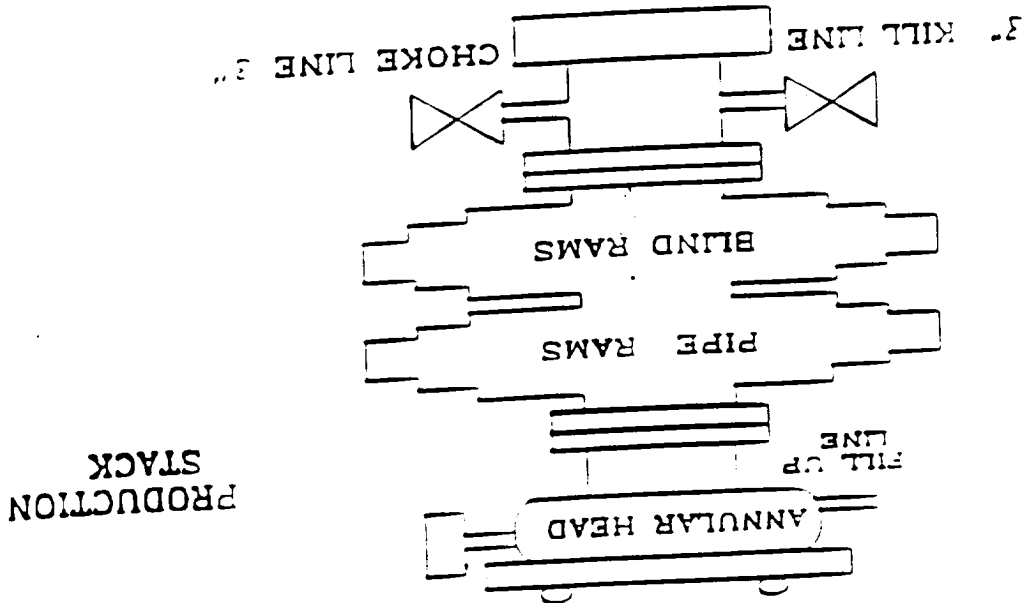 PRODUCTION
STACK
ANNULAR HEAD
FILL UP
LINE
PIPE RAMS
BLIND RAMS
3" KILL LINE
CHOKE LINE 3"